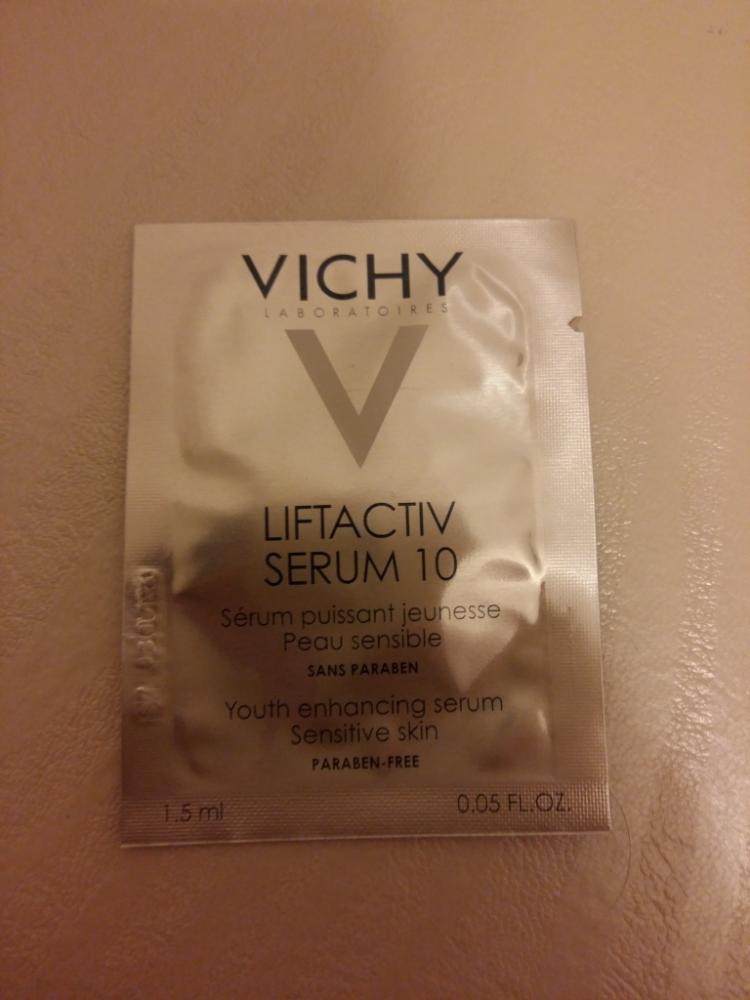 VICHY
LABORATOIRES
V
LIFTACTIV
SERUM 10
Sérum puissant jeunesse
Peau sensible
SANS PARABEN
Youth enhancing serum
Sensitive skin
PARABEN-FREE
1.5 ml 0.05 FL.OZ.